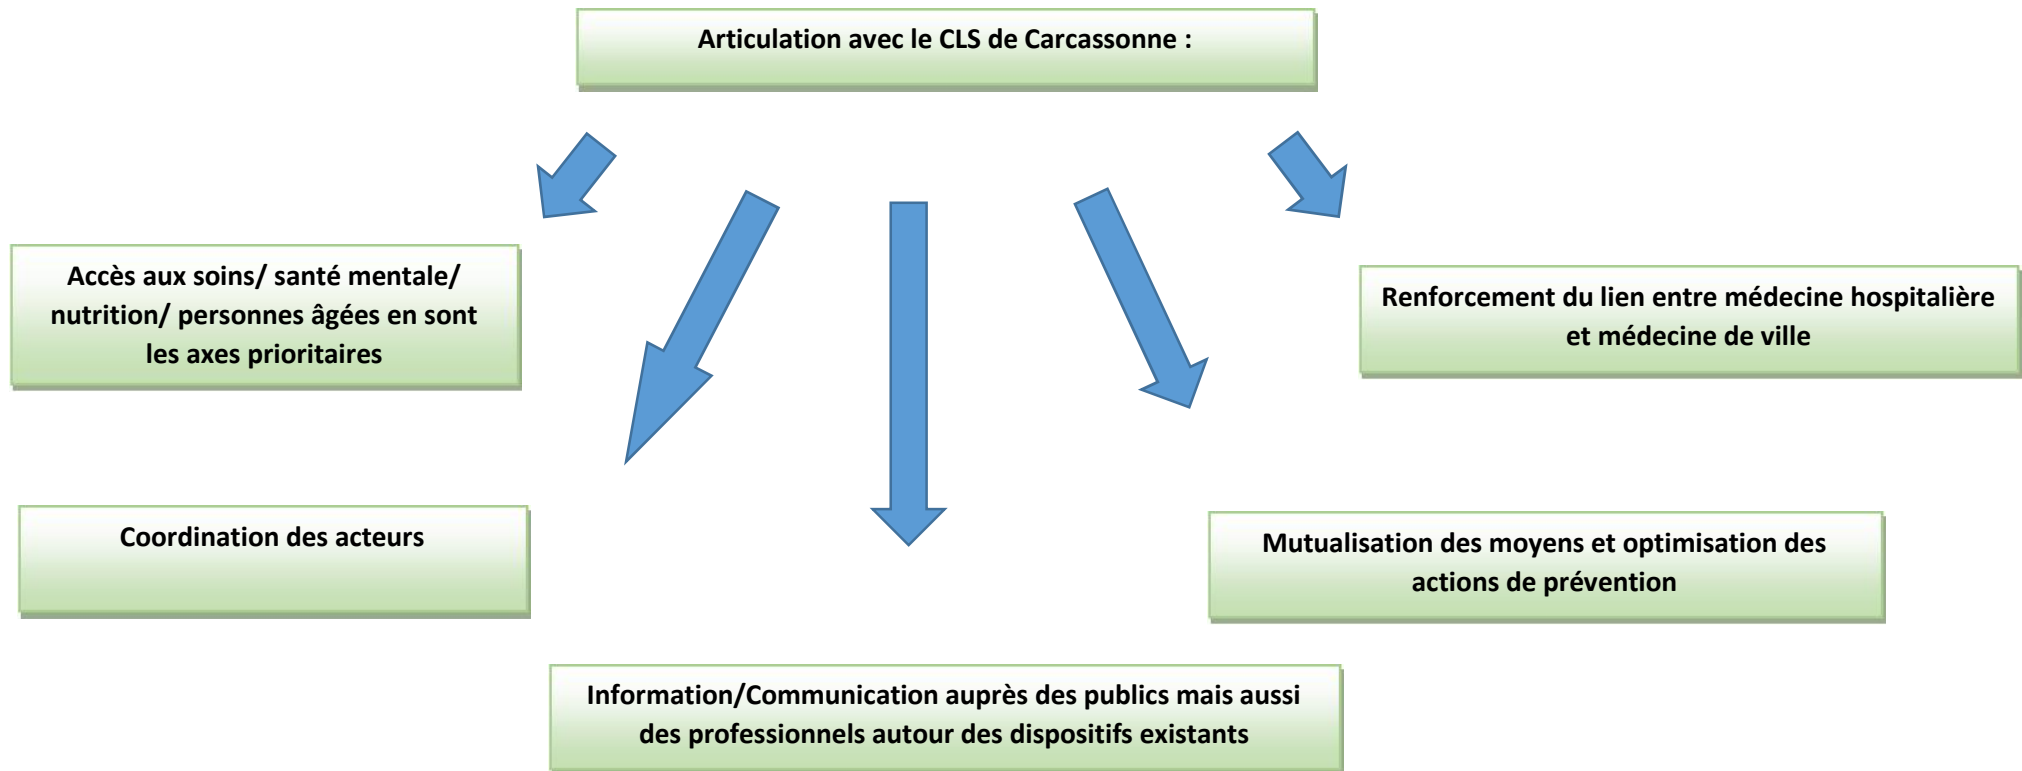 Articulation avec le CLS de Carcassonne :
Accès aux soins/ santé mentale/
nutrition/ personnes âgées en sont
les axes prioritaires
Renforcement du lien entre médecine hospitalière
et médecine de ville
Coordination des acteurs
Mutualisation des moyens et optimisation des
actions de prévention
Information/Communication auprès des publics mais aussi
des professionnels autour des dispositifs existants